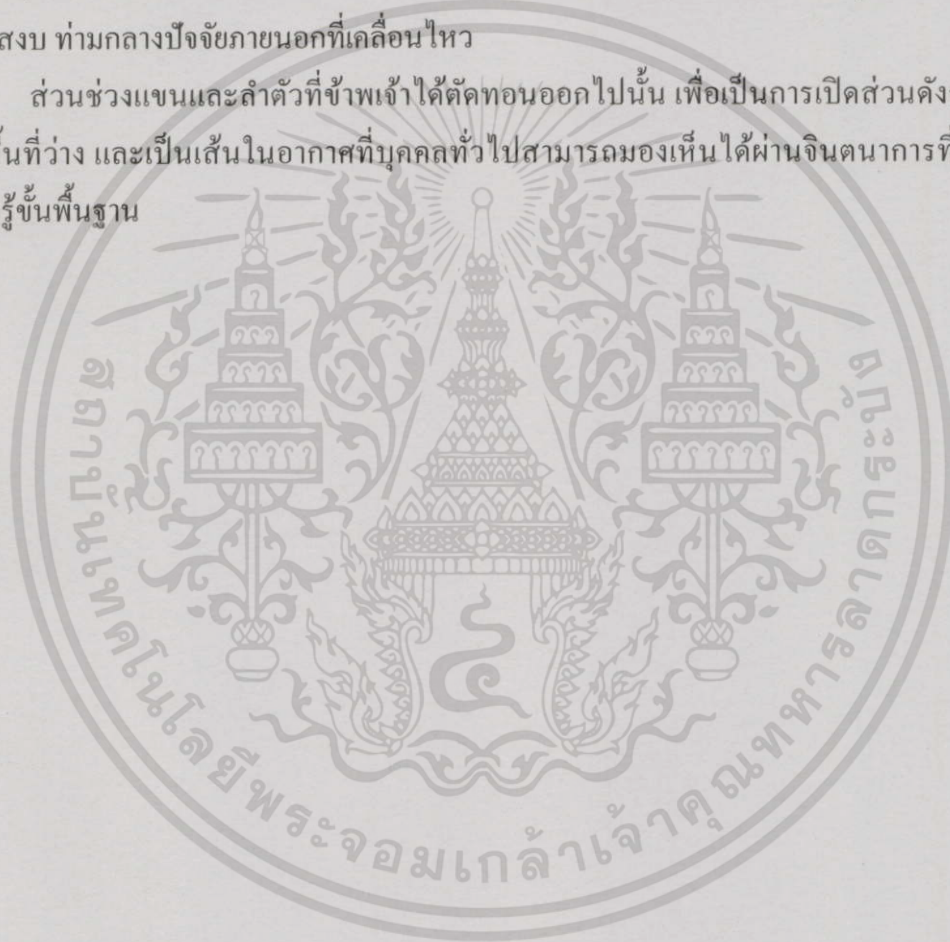 สงบ ท่ามกลางปัจจัยภายนอกที่เคลื่อนไหว
ส่วนช่วงแขนและลำตัวที่ข้าพเจ้าได้ตัดทอนออกไปนั้น เพื่อเป็นการเปิดส่วนดัง
ที่ว่าง และเป็นเส้นในอากาศที่บุคคลทั่วไปสามารถมองเห็นได้ผ่านจินตนาการ
รู้ขั้นพื้นฐาน
สถาบันเทคโนโลยีพระจอมเกล้าเจ้าคุณทหารลาดกระบัง
๔